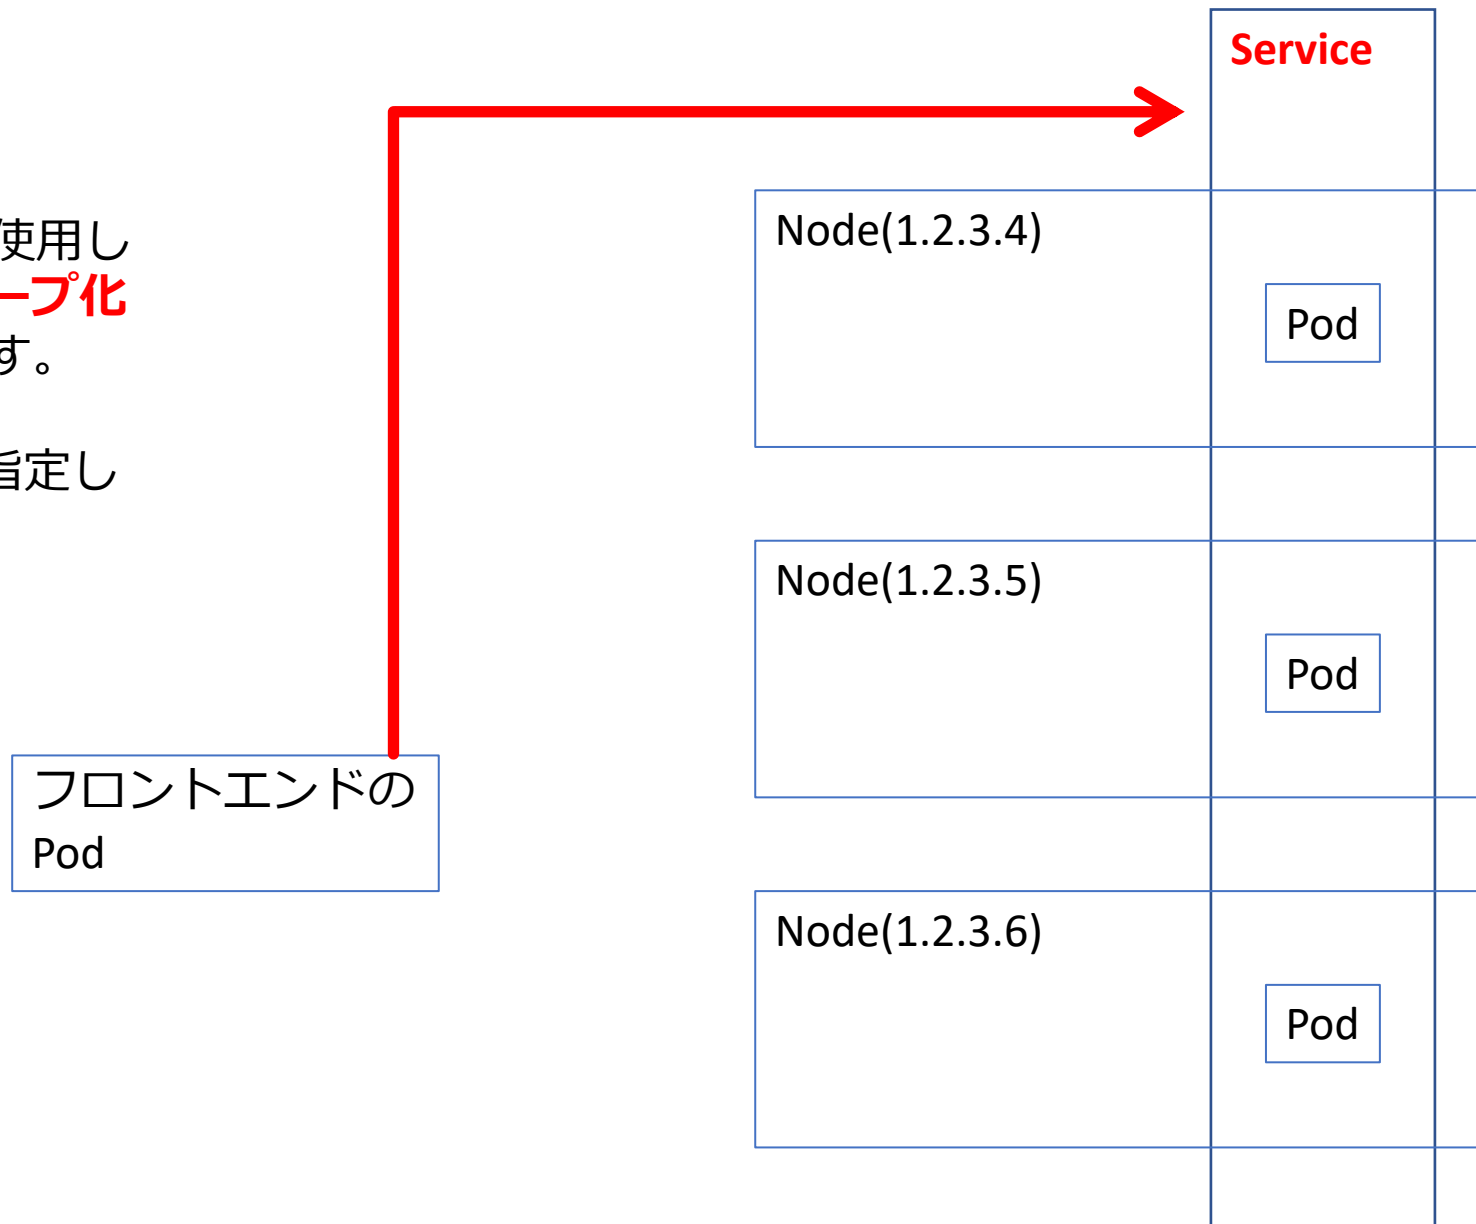 Service
使用し
ープ化
す。
指定し
Node(1.2.3.4)
Pod
Node(1.2.3.5)
Pod
フロントエンドの
Pod
Node(1.2.3.6)
Pod